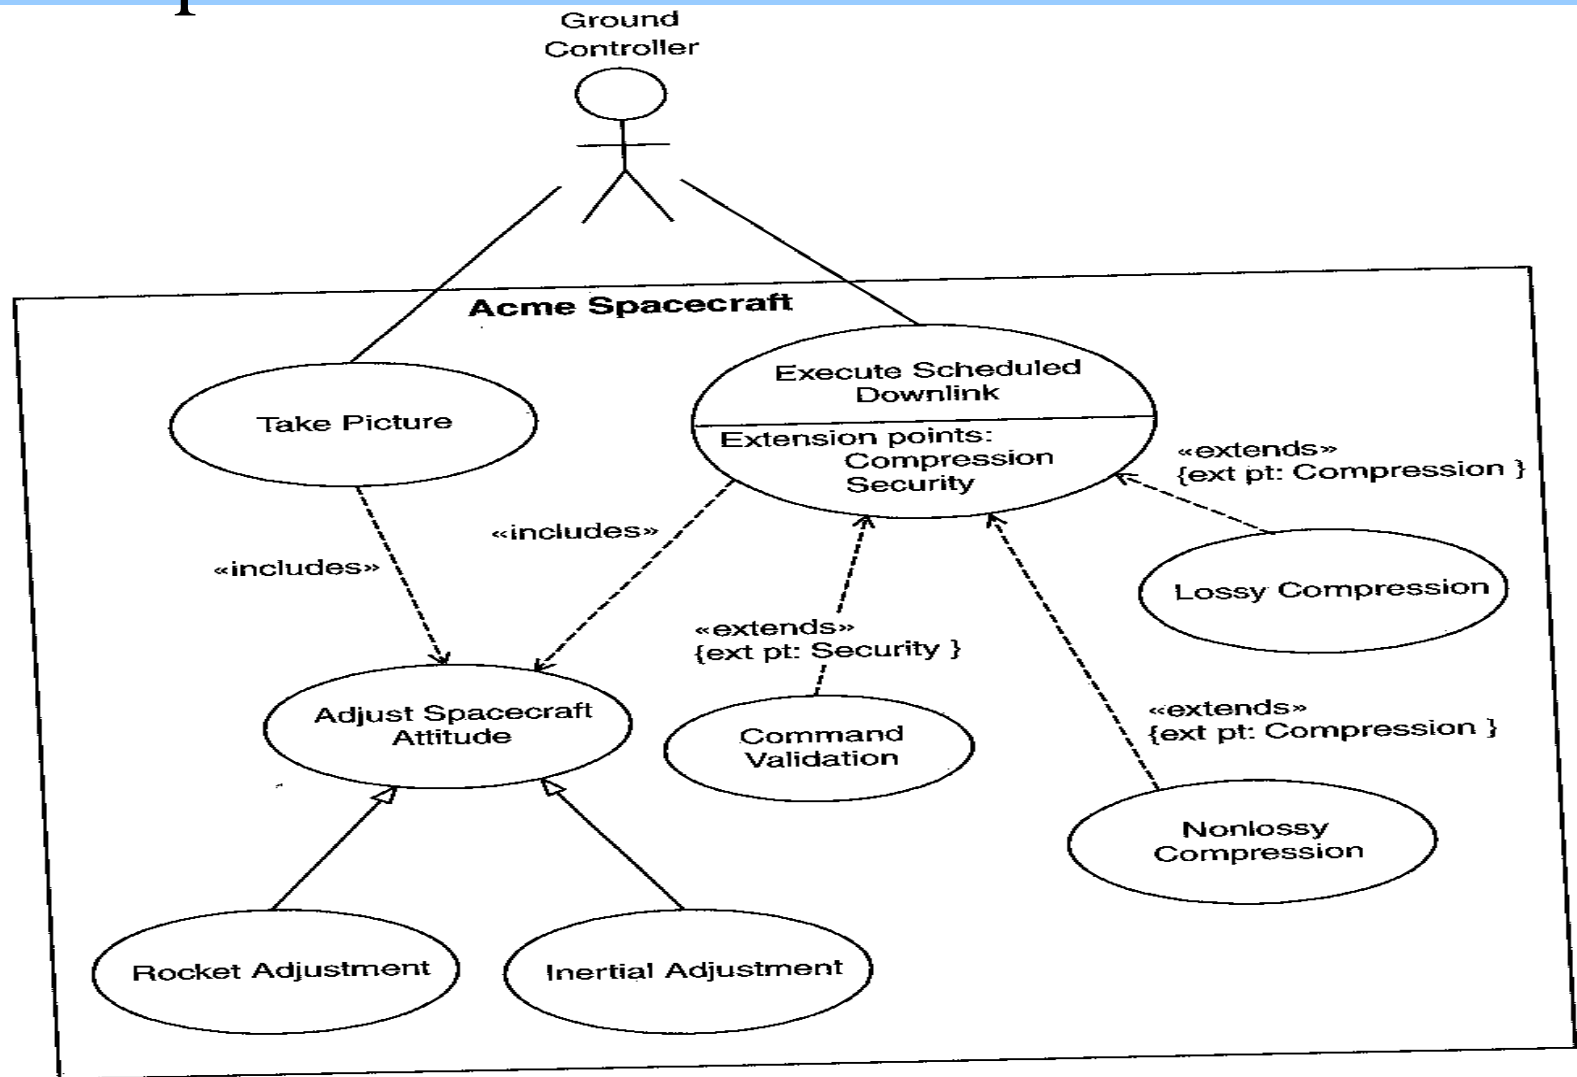 Ground
Controller
Acme Spacecraft
Execute Scheduled
Downlink
Take Picture
Extension points:
Compression
Security
«extends»
{ext pt: Compression }
«includes»
«includes»
Lossy Compression
«extends»
{ext pt: Security }
Adjust Spacecraft
Attitude
Command
Validation
«extends»
{ext pt: Compression }
Nonlossy
Compression
Rocket Adjustment
Inertial Adjustment